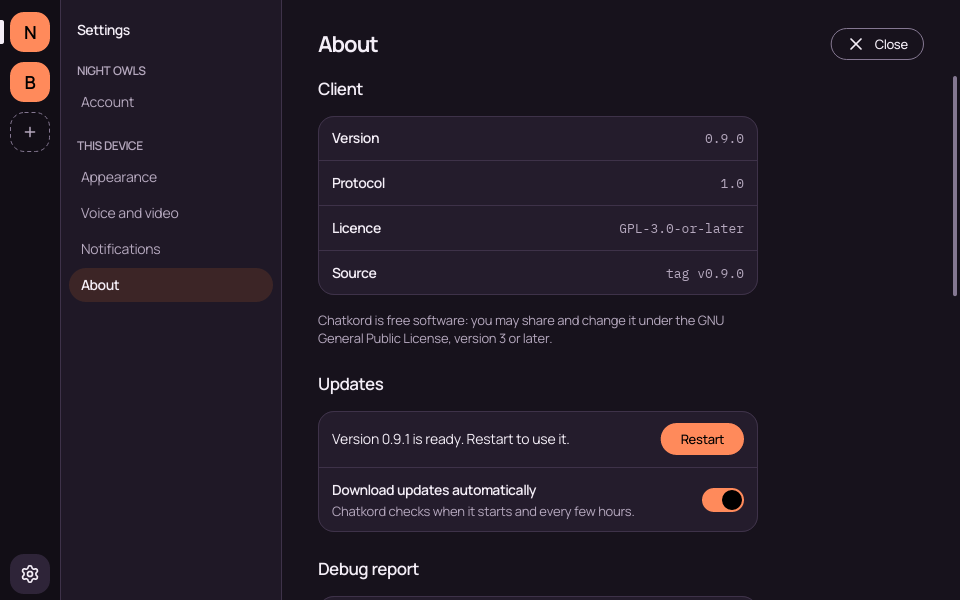 N
B
Settings
NIGHT OWLS
Account
THIS DEVICE
Appearance
Voice and video
Notifications
About
About
Close
Client
Version 0.9.0
Protocol 1.0
Licence GPL-3.0-or-later
Source tag v0.9.0
Chatkord is free software: you may share and change it under the GNU
General Public License, version 3 or later.
Updates
Version 0.9.1 is ready. Restart to use it. Restart
Download updates automatically
Chatkord checks when it starts and every few hours.
Debug report